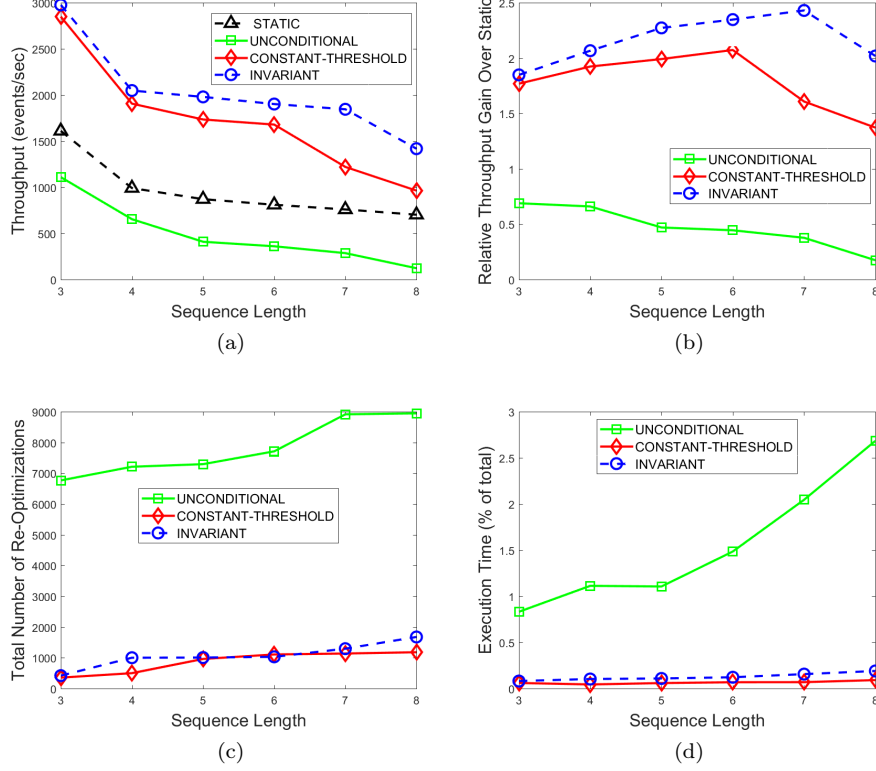 3000
2500
2000
1500
1000
500
0
Throughput (events/sec)
STATIC
UNCONDITIONAL
CONSTANT-THRESHOLD
INVARIANT
3 4 5 6 7 8
Sequence Length
(a)
2.5
2
1.5
1
0.5
0
Relative Throughput Gain Over Static
UNCONDITIONAL
CONSTANT-THRESHOLD
INVARIANT
3 4 5 6 7 8
Sequence Length
(b)
9000
8000
7000
6000
5000
4000
3000
2000
1000
0
Total Number of Re-Optimizations
UNCONDITIONAL
CONSTANT-THRESHOLD
INVARIANT
3 4 5 6 7 8
Sequence Length
(c)
3
2.5
2
1.5
1
0.5
0
Execution Time (% of total)
UNCONDITIONAL
CONSTANT-THRESHOLD
INVARIANT
3 4 5 6 7 8
Sequence Length
(d)